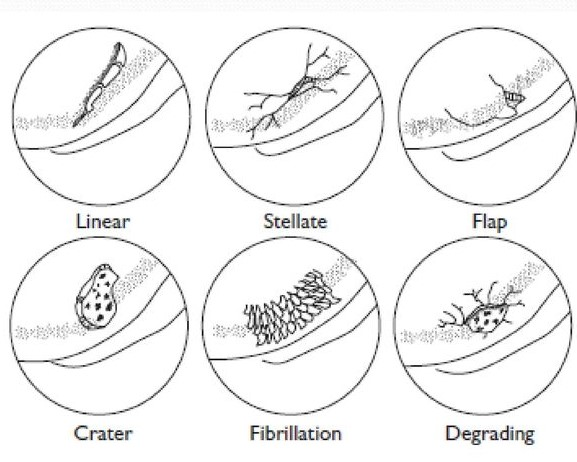 Linear
Stellate
Flap
Crater
Fibrillation
Degrading